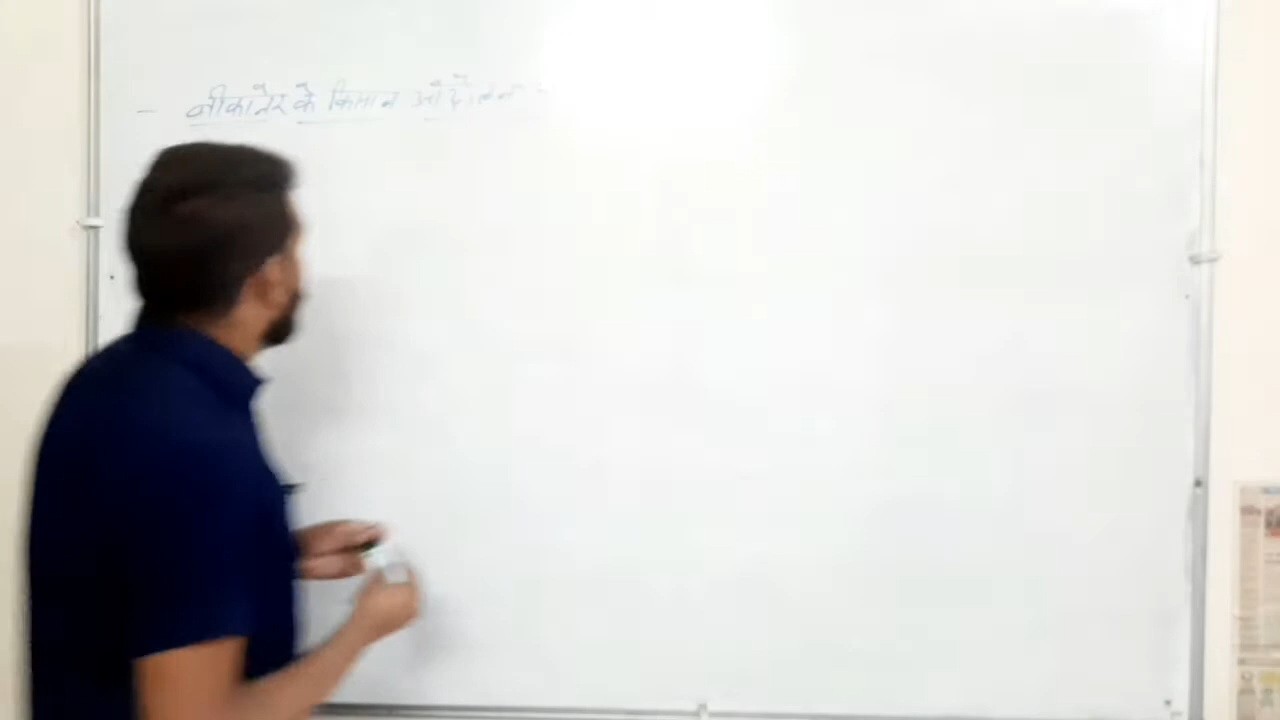 - बीकानेर के किसान आंदोलन -